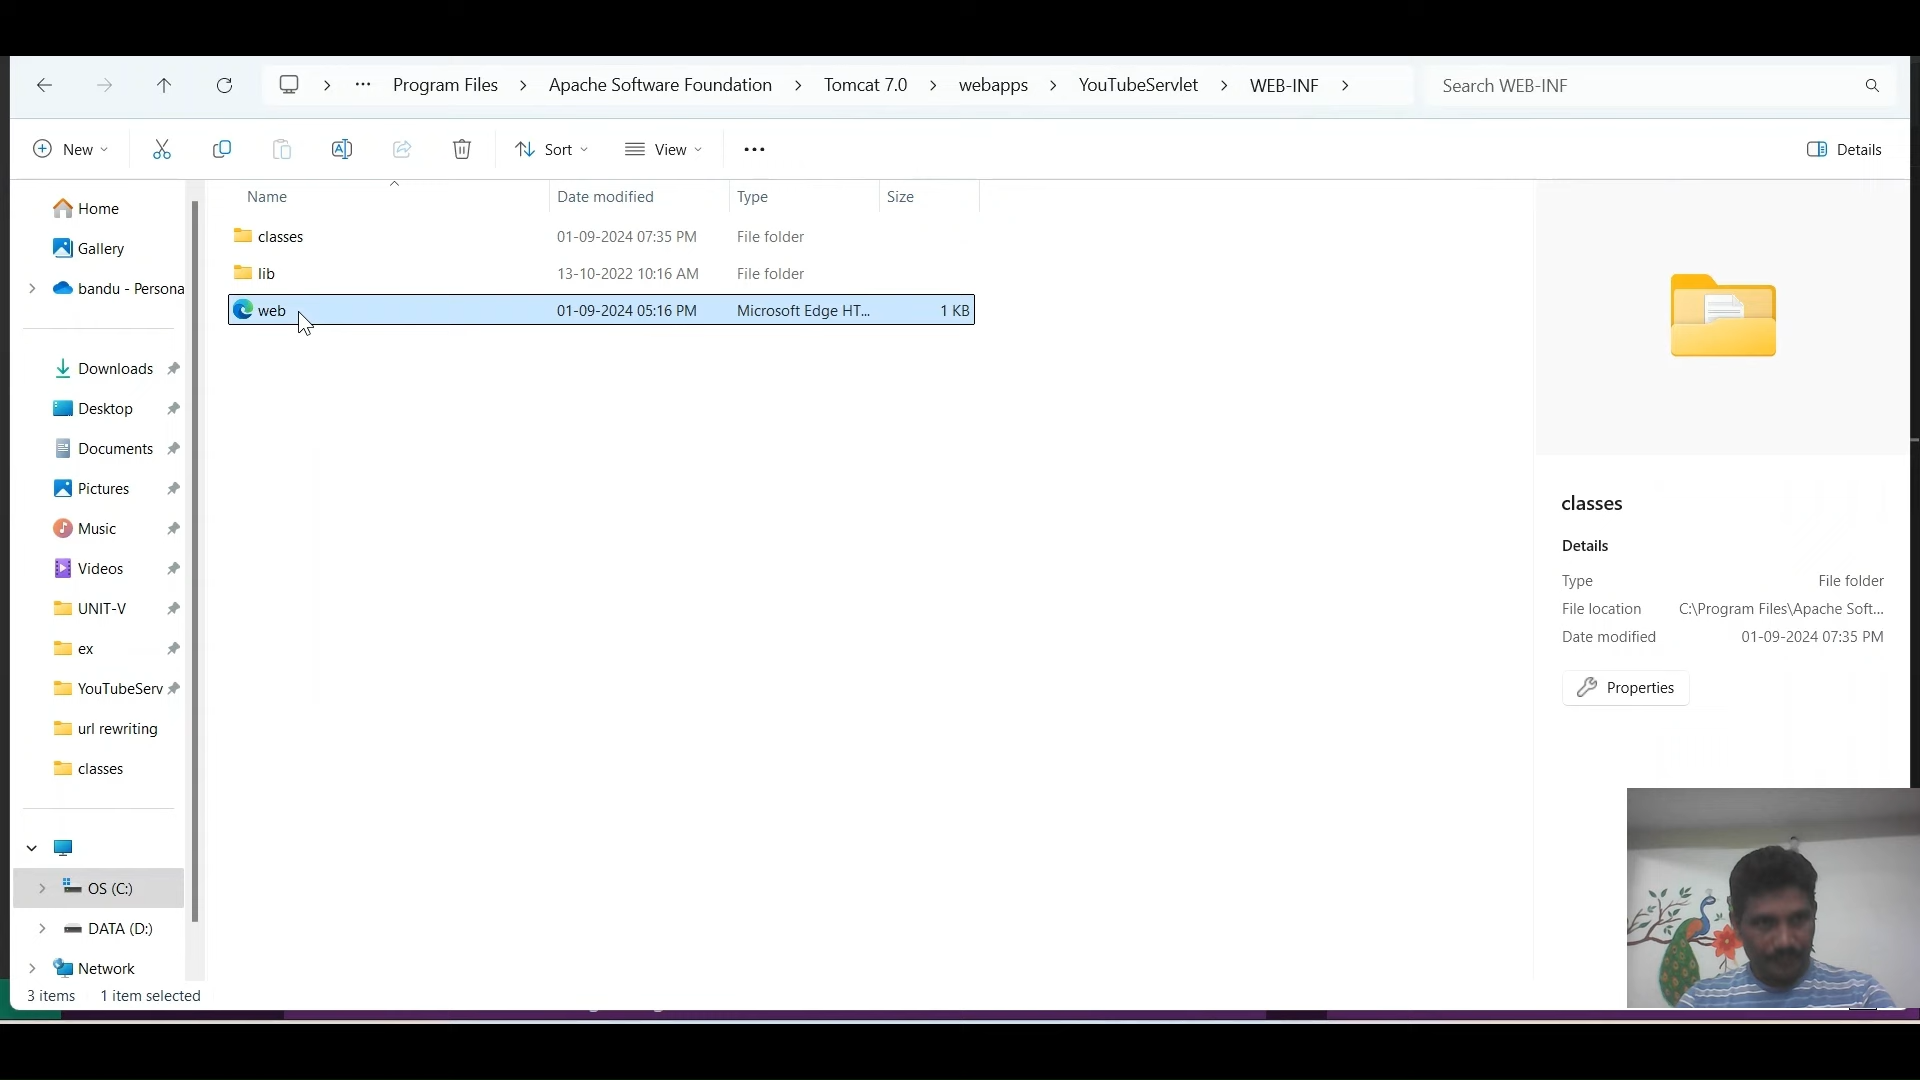 Program Files > Apache Software Foundation > Tomcat 7.0 > webapps > YouTubeServlet > WEB-INF >
Search WEB-INF
New
Sort
View
Details
Name
Date modified
Type
Size
classes
01-09-2024 07:35 PM
File folder
lib
13-10-2022 10:16 AM
File folder
web
01-09-2024 05:16 PM
Microsoft Edge HT...
1 KB
Home
Gallery
bandu - Persona
Downloads
Desktop
Documents
Pictures
Music
Videos
UNIT-V
ex
YouTubeServ
url rewriting
classes
OS (C:)
DATA (D:)
Network
classes
Details
Type File folder
File location C:\Program Files\Apache Soft...
Date modified 01-09-2024 07:35 PM
Properties
3 items 1 item selected